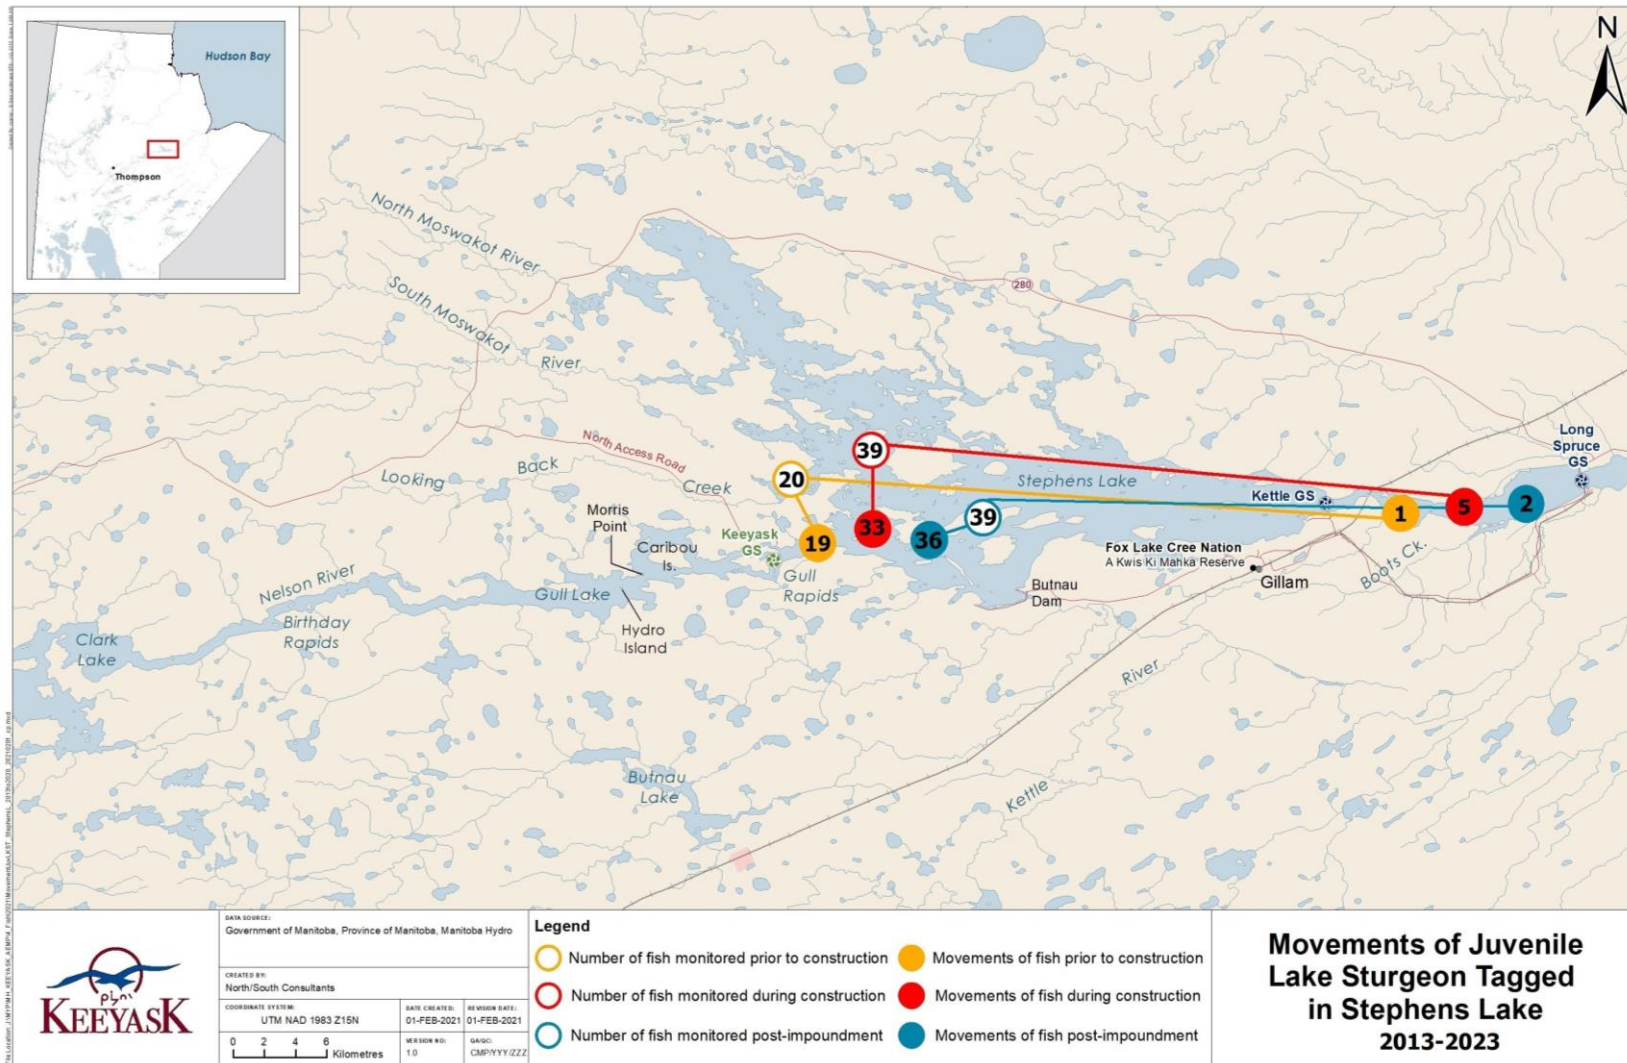 Hudson Bay
Thompson
N
North Moswakot River
South Moswakot
River
280
North Access Road
Looking
Back
Creek
39
20
Stephens Lake
Long
Spruce
GS
Kettle GS
1
5
2
39
33
36
19
Morris
Point
Caribou
Is.
Keeyask
GS
Gull
Rapids
Fox Lake Cree Nation
A Kwis Ki Mahka Reserve
Gillam
Boots Ck.
Butnau
Dam
Nelson River
Gull Lake
Birthday
Rapids
Hydro
Island
Clark
Lake
River
Kettle
Butnau
Lake
KEEYASK
DATA SOURCE:
Government of Manitoba, Province of Manitoba, Manitoba Hydro
CREATED BY:
North/South Consultants
COORDINATE SYSTEM:
UTM NAD 1983 Z15N
DATE CREATED:
01-FEB-2021
REVISION DATE:
01-FEB-2021
0 2 4 6
Kilometres
VERSION NO:
1.0
QA/QC:
CMP/YYY/ZZZ
Legend
Number of fish monitored prior to construction
Number of fish monitored during construction
Number of fish monitored post-impoundment
Movements of fish prior to construction
Movements of fish during construction
Movements of fish post-impoundment
Movements of Juvenile
Lake Sturgeon Tagged
in Stephens Lake
2013-2023